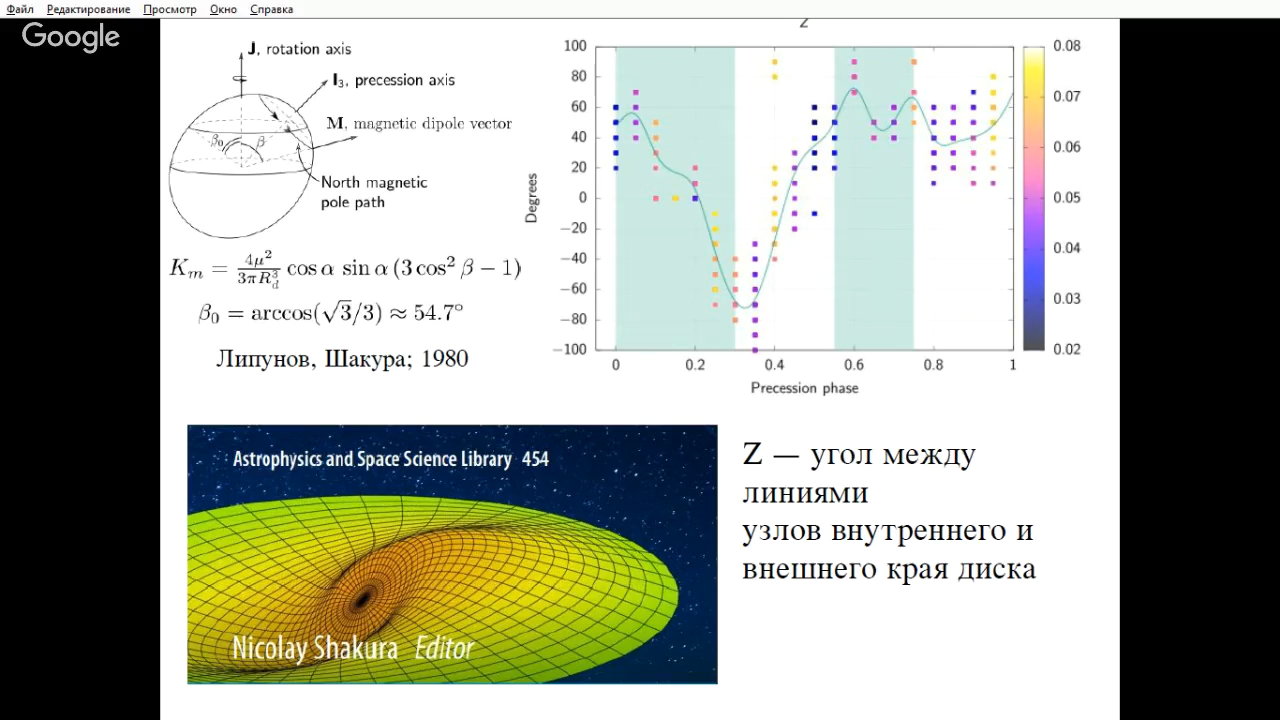 Файл Редактирование Просмотр Окно Справка
Google
J, rotation axis
I₃, precession axis
M, magnetic dipole vector
β₀ β
North magnetic
pole path
K_m = 4μ²/3πR_d³ cos α sin α (3 cos² β − 1)
β₀ = arccos(√3/3) ≈ 54.7°
Липунов, Шакура; 1980
Z
100
80
60
40
20
0
−20
−40
−60
−80
−100
Degrees
0 0.2 0.4 0.6 0.8 1
Precession phase
0.08
0.07
0.06
0.05
0.04
0.03
0.02
Astrophysics and Space Science Library 454
Nicolay Shakura Editor
Z — угол между
линиями
узлов внутреннего и
внешнего края диска